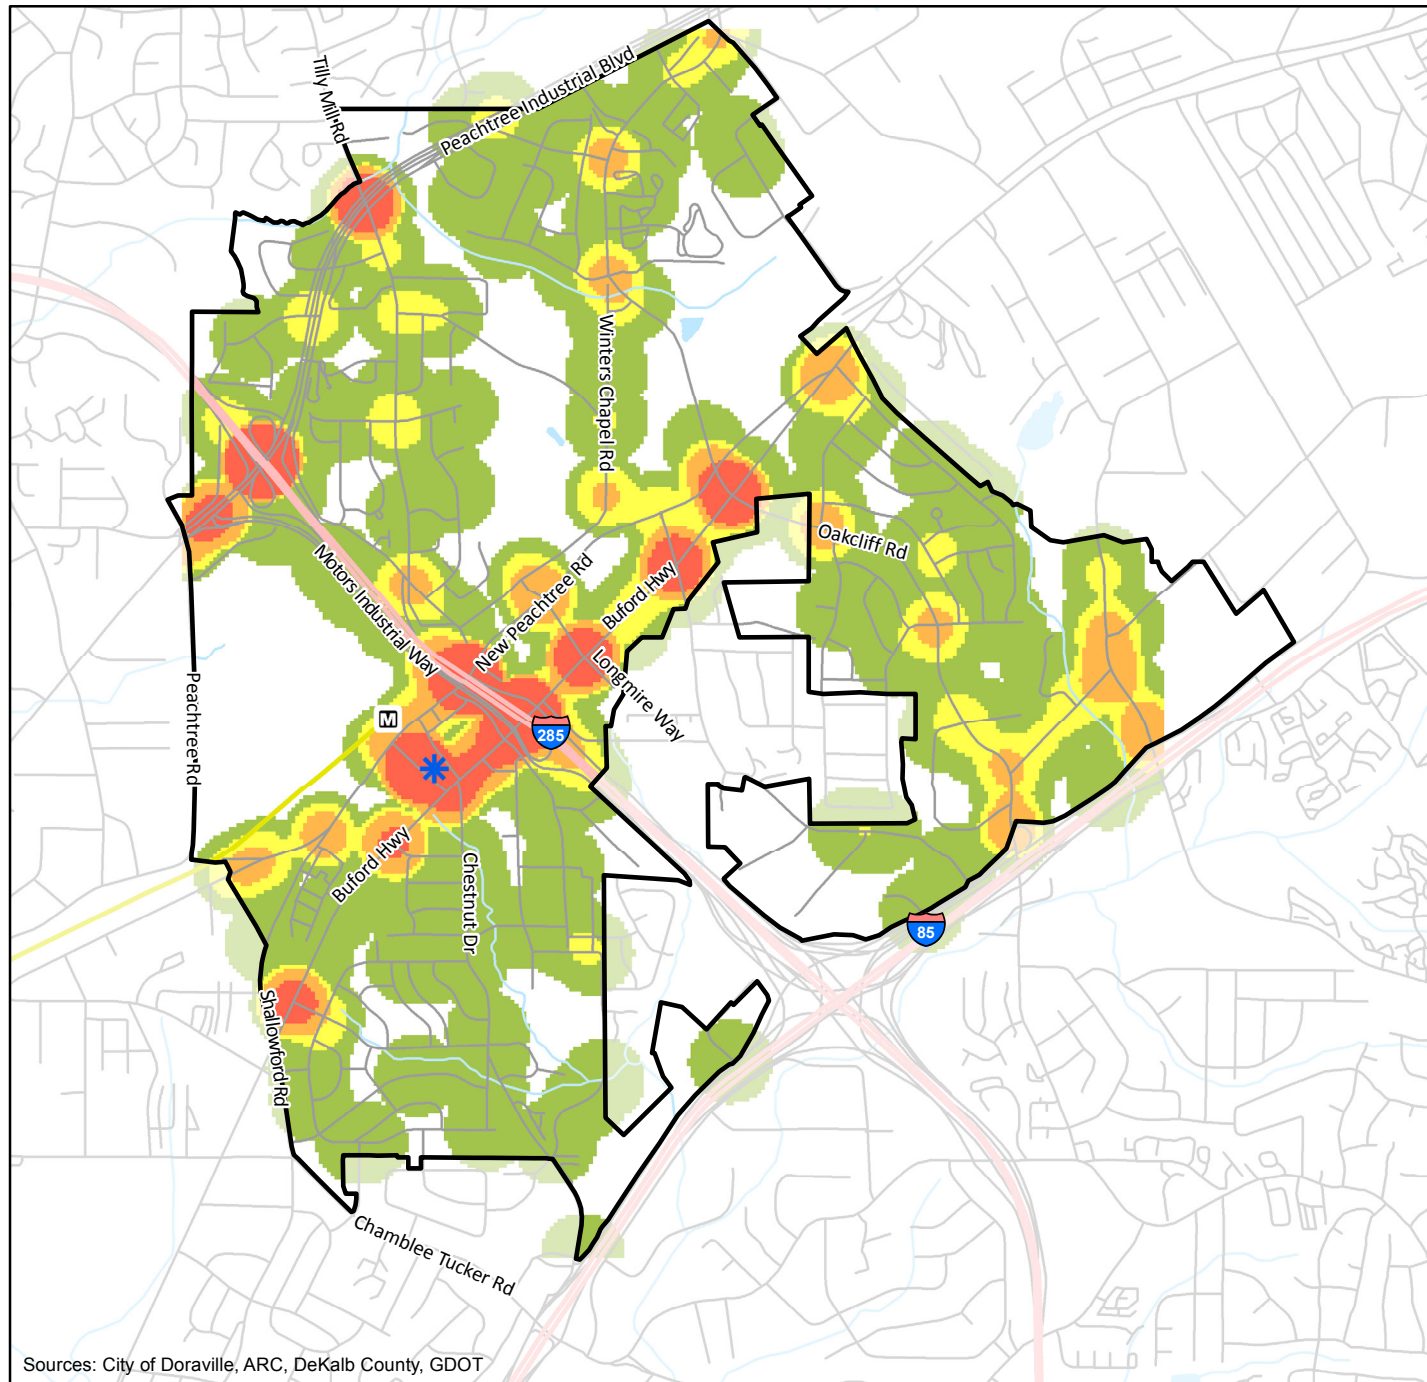 Tilly Mill Rd
Peachtree Industrial Blvd
Winters Chapel Rd
Oakcliff Rd
Motors Industrial Way
New Peachtree Rd
Buford Hwy
Longmire Way
Peachtree Rd
M
285
Buford Hwy
Chestnut Dr
85
Shallowford Rd
Chamblee Tucker Rd
Sources: City of Doraville, ARC, DeKalb County, GDOT